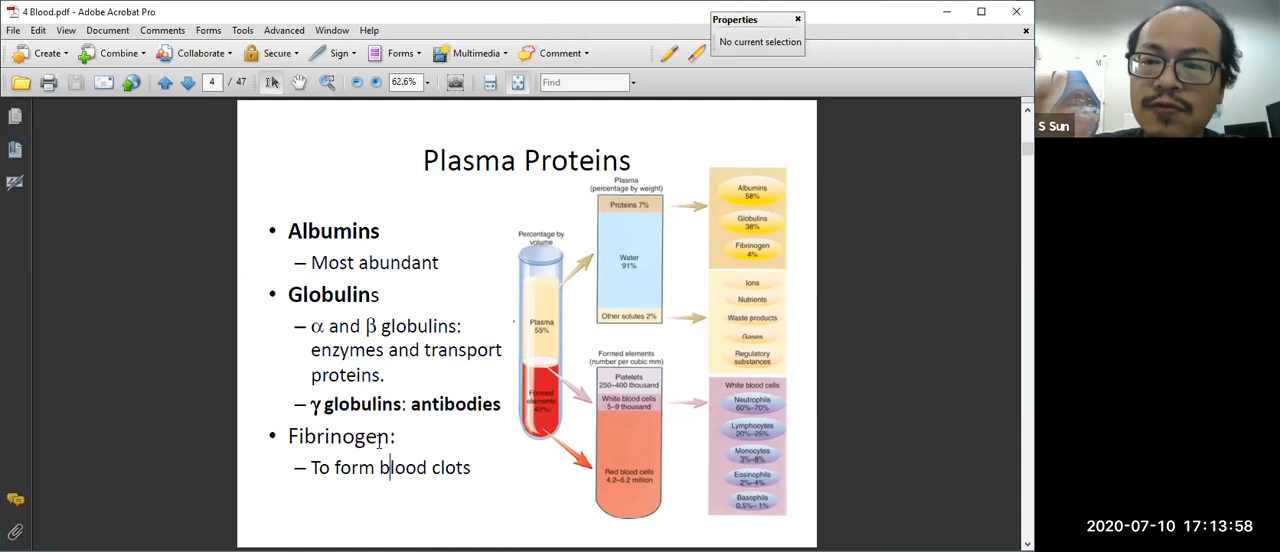 4 Blood.pdf - Adobe Acrobat Pro
File Edit View Document Comments Forms Tools Advanced Window Help
Create Combine Collaborate Secure Sign Forms Multimedia Comment
4 / 47 62.6% Find
Properties
No current selection
S Sun
Plasma Proteins
• Albumins
– Most abundant
• Globulins
– α and β globulins:
enzymes and transport
proteins.
– γ globulins: antibodies
• Fibrinogen:
– To form blood clots
Percentage by
volume
Plasma
55%
Formed
elements
45%
Plasma
(percentage by weight)
Proteins 7%
Water
91%
Other solutes 2%
Formed elements
(number per cubic mm)
Platelets
250–400 thousand
White blood cells
5–9 thousand
Red blood cells
4.2–6.2 million
Albumins
58%
Globulins
38%
Fibrinogen
4%
Ions
Nutrients
Waste products
Gases
Regulatory
substances
White blood cells
Neutrophils
60%–70%
Lymphocytes
20%–25%
Monocytes
3%–8%
Eosinophils
2%–4%
Basophils
0.5%–1%
2020-07-10 17:13:58